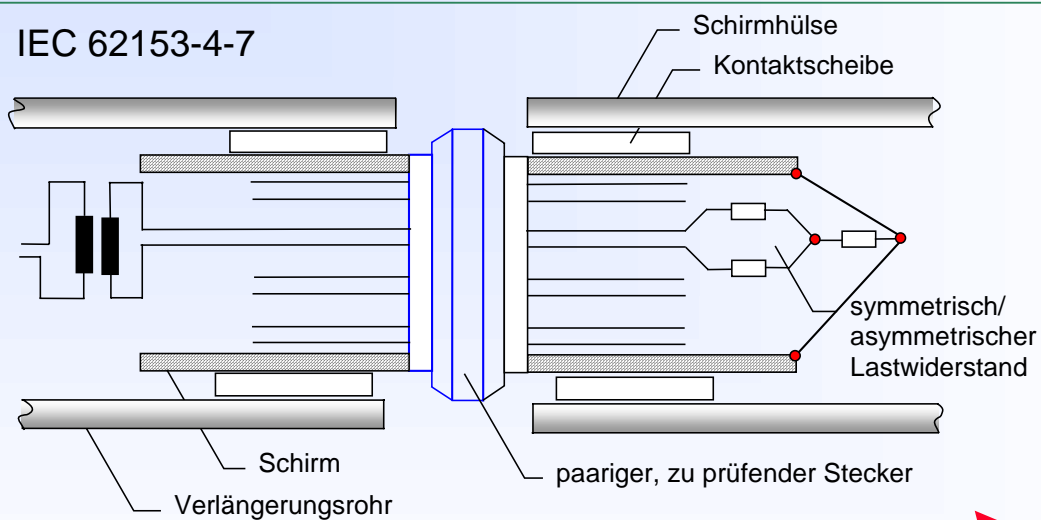 IEC 62153-4-7
Schirmhülse
Kontaktscheibe
symmetrisch/
asymmetrischer
Lastwiderstand
Schirm
paariger, zu prüfender Stecker
Verlängerungsrohr